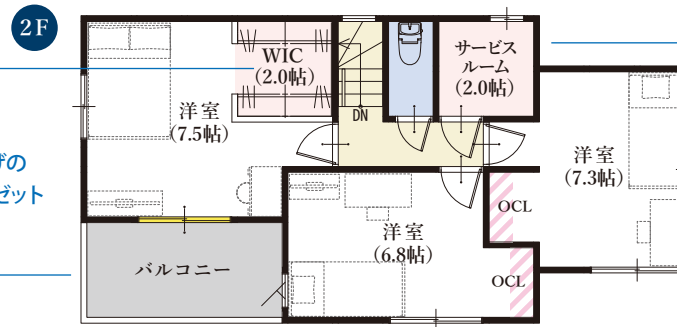 2F
WIC
(2.0帖)
サービス
ルーム
(2.0帖)
洋室
(7.5帖)
DN
洋室
(7.3帖)
ゼット
OCL
洋室
(6.8帖)
バルコニー
OCL